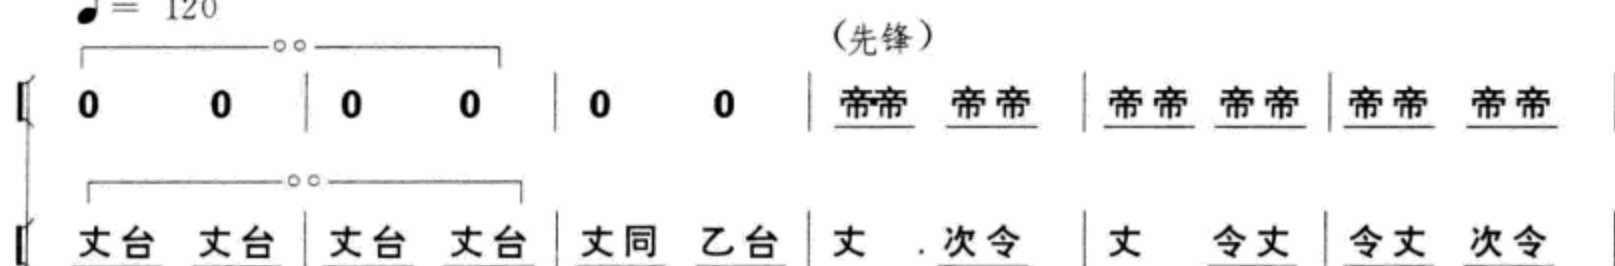 ♩= 120
(先锋)
0 0 | 0 0 | 0 0 | 帝·帝 帝帝 | 帝帝 帝帝 | 帝帝 帝帝 |
丈台 丈台 | 丈台 丈台 | 丈同 乙台 | 丈 . 次令 | 丈 令丈 | 令丈 次令 |